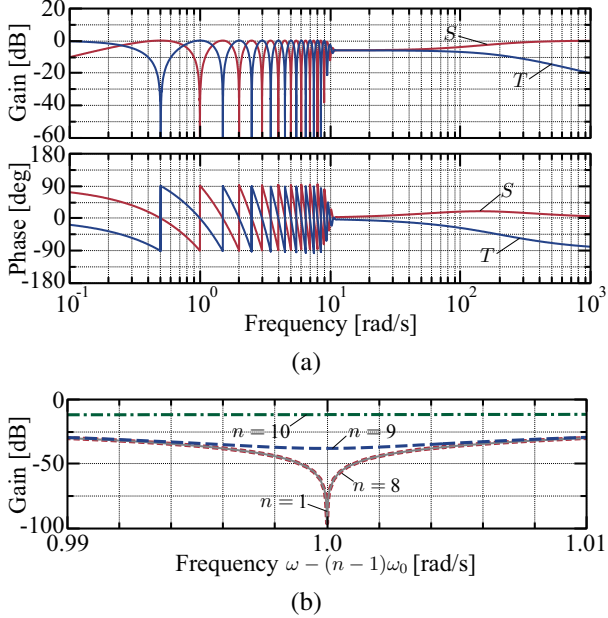 20
0
-20
-40
-60
Gain [dB]
S
T
180
90
0
-90
-180
Phase [deg]
S
T
10^-1
10^0
10^1
10^2
10^3
Frequency [rad/s]
(a)
0
-50
-100
Gain [dB]
n = 10
n = 9
n = 8
n = 1
0.99
1.0
1.01
Frequency ω − (n − 1)ω₀ [rad/s]
(b)